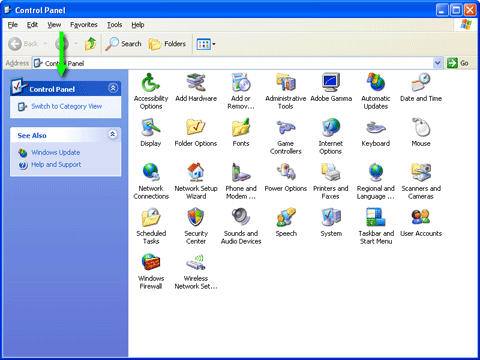 Control Panel
File Edit View Favorites Tools Help
Back Search Folders
Address Control Panel Go
Control Panel
Switch to Category View
See Also
Windows Update
Help and Support
Accessibility Options
Add Hardware
Add or Remov...
Administrative Tools
Adobe Gamma
Automatic Updates
Date and Time
Display
Folder Options
Fonts
Game Controllers
Internet Options
Keyboard
Mouse
Network Connections
Network Setup Wizard
Phone and Modem ...
Power Options
Printers and Faxes
Regional and Language ...
Scanners and Cameras
Scheduled Tasks
Security Center
Sounds and Audio Devices
Speech
System
Taskbar and Start Menu
User Accounts
Windows Firewall
Wireless Network Set...